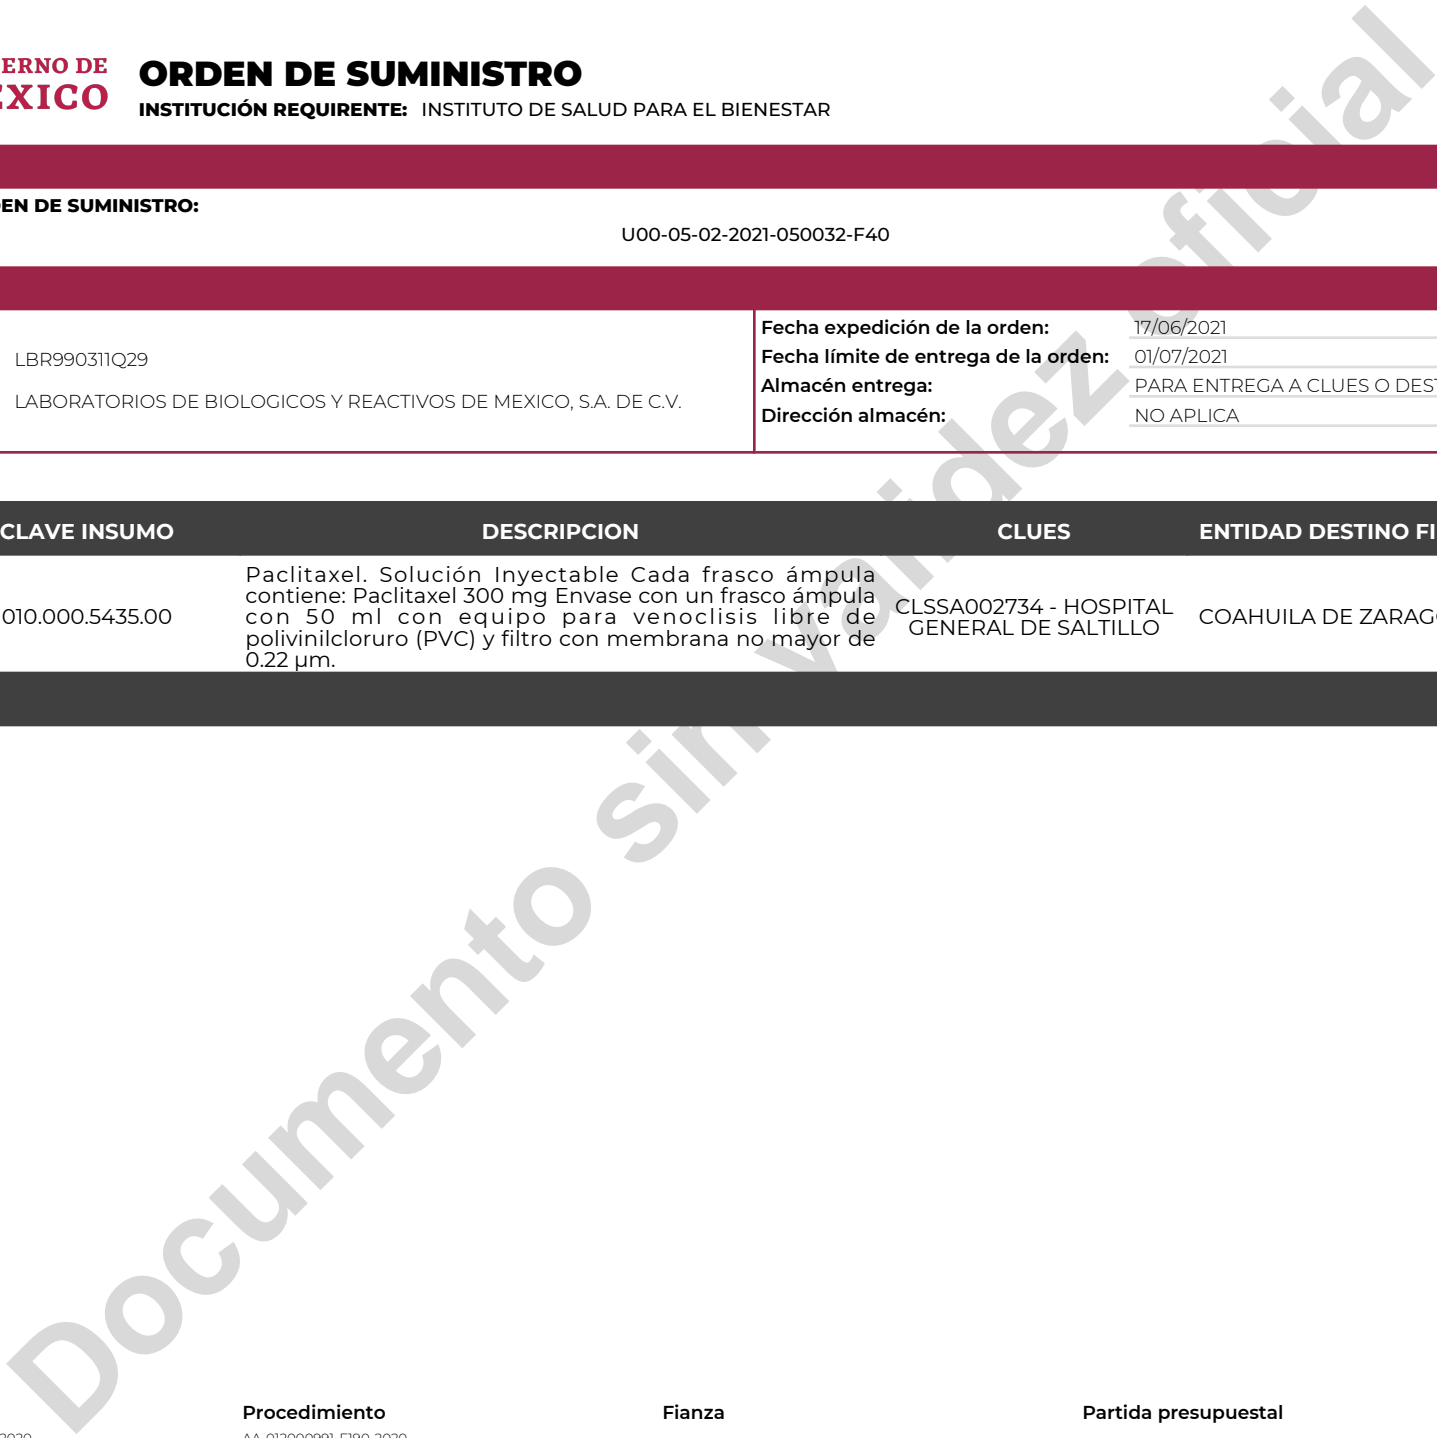 ERNO DE
EXICO
ORDEN DE SUMINISTRO
INSTITUCIÓN REQUIRENTE: INSTITUTO DE SALUD PARA EL BIENESTAR
EN DE SUMINISTRO:
U00-05-02-2021-050032-F40
LBR990311Q29
LABORATORIOS DE BIOLOGICOS Y REACTIVOS DE MEXICO, S.A. DE C.V.
Fecha expedición de la orden: 17/06/2021
Fecha límite de entrega de la orden: 01/07/2021
Almacén entrega: PARA ENTREGA A CLUES O DEST
Dirección almacén: NO APLICA
CLAVE INSUMO DESCRIPCION CLUES ENTIDAD DESTINO FI
010.000.5435.00
Paclitaxel. Solución Inyectable Cada frasco ámpula
contiene: Paclitaxel 300 mg Envase con un frasco ámpula
con 50 ml con equipo para venoclisis libre de
polivinilcloruro (PVC) y filtro con membrana no mayor de
0.22 µm.
CLSSA002734 - HOSPITAL
GENERAL DE SALTILLO
COAHUILA DE ZARAG
Documento sin validez oficial
Procedimiento Fianza Partida presupuestal